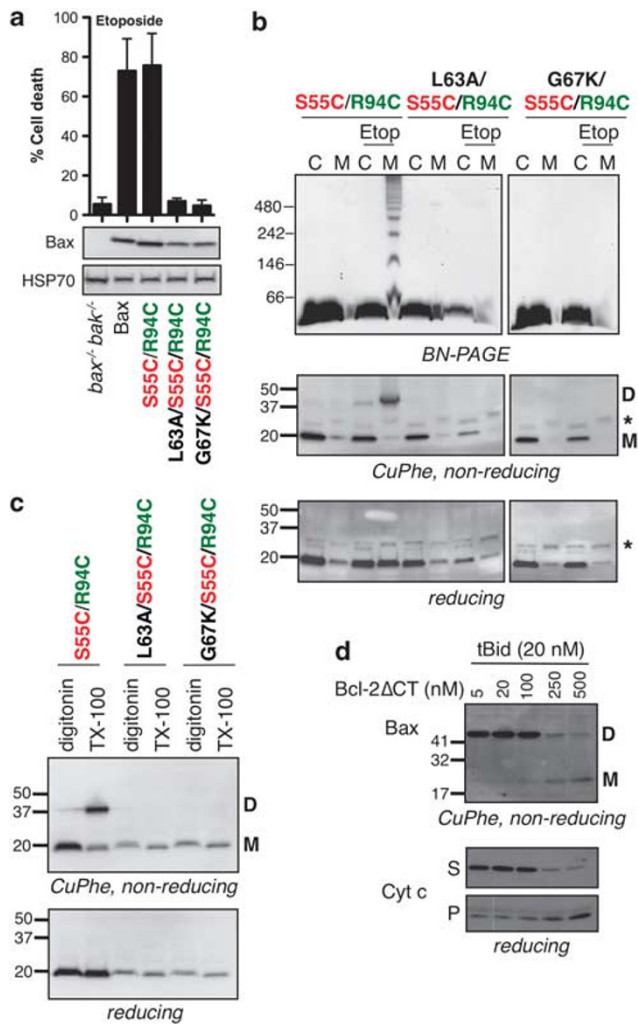 a
Etoposide
% Cell death
100
80
60
40
20
0
Bax
HSP70
bax-/- bak-/-
Bax
S55C/R94C
L63A/S55C/R94C
G67K/S55C/R94C
b
S55C/R94C
L63A/
S55C/R94C
G67K/
S55C/R94C
Etop Etop Etop
C M C M C M C M C M C M
480
242
146
66
BN-PAGE
50
37
20
D
*
M
CuPhe, non-reducing
50
37
20
*
reducing
c
S55C/R94C
L63A/S55C/R94C
G67K/S55C/R94C
digitonin
TX-100
digitonin
TX-100
digitonin
TX-100
50
37
20
D
M
CuPhe, non-reducing
50
37
20
reducing
d
tBid (20 nM)
Bcl-2ΔCT (nM) 5 20 100 250 500
Bax
41
32
17
D
M
CuPhe, non-reducing
Cyt c
S
P
reducing